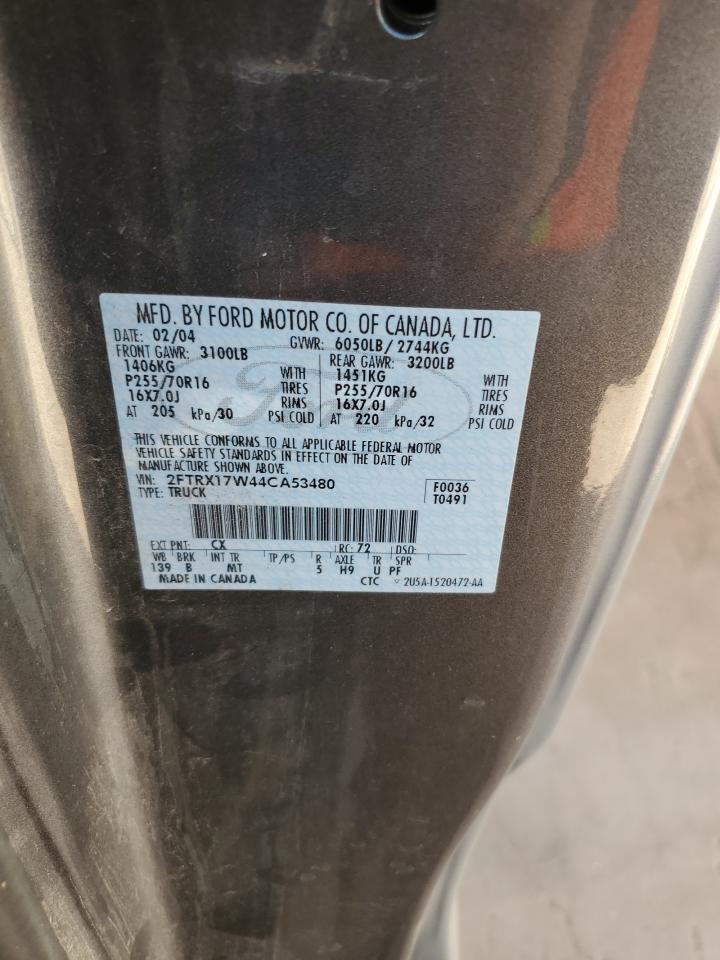 MFD. BY FORD MOTOR CO. OF CANADA, LTD.
DATE: 02/04 GVWR: 6050LB/2744KG
FRONT GAWR: 3100LB REAR GAWR: 3200LB
1406KG WITH 1451KG WITH
P255/70R16 TIRES P255/70R16 TIRES
16X7.0J RIMS 16X7.0J RIMS
AT 205 kPa/30 PSI COLD AT 220 kPa/32 PSI COLD
THIS VEHICLE CONFORMS TO ALL APPLICABLE FEDERAL MOTOR
VEHICLE SAFETY STANDARDS IN EFFECT ON THE DATE OF
MANUFACTURE SHOWN ABOVE.
VIN: 2FTRX17W44CA53480 F0036
TYPE: TRUCK T0491
EXT PNT: CX RC: 72 DSO:
WB BRK INT TR TP/PS R AXLE TR SPR
139 B MT 5 H9 U PF
MADE IN CANADA CTC 2U5A-1520472-AA
Ford